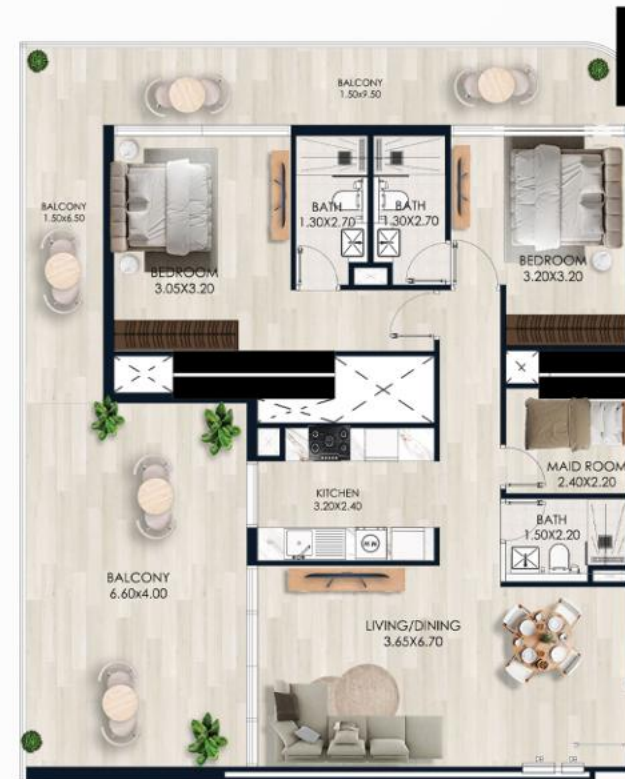 BALCONY
1.50x9.50
BALCONY
1.50x6.50
BATH
1.30X2.70
BATH
1.30X2.70
BEDROOM
3.05X3.20
BEDROOM
3.20X3.20
MAID ROOM
2.40X2.20
KITCHEN
3.20X2.40
BATH
1.50X2.20
BALCONY
6.60x4.00
LIVING/DINING
3.65X6.70
DB
DB